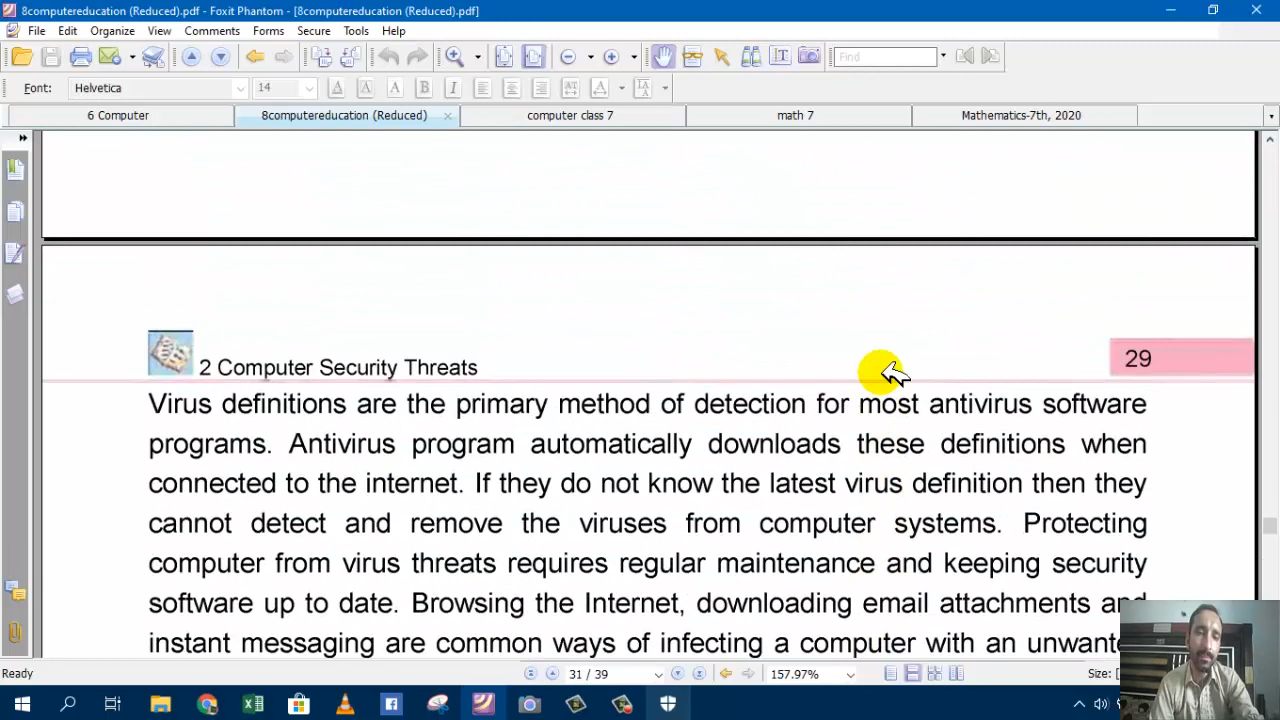 8computereducation (Reduced).pdf - Foxit Phantom - [8computereducation (Reduced).pdf]
File Edit Organize View Comments Forms Secure Tools Help
Find
Font: Helvetica 14
6 Computer 8computereducation (Reduced) computer class 7 math 7 Mathematics-7th, 2020
2 Computer Security Threats 29
Virus definitions are the primary method of detection for most antivirus software
programs. Antivirus program automatically downloads these definitions when
connected to the internet. If they do not know the latest virus definition then they
cannot detect and remove the viruses from computer systems. Protecting
computer from virus threats requires regular maintenance and keeping security
software up to date. Browsing the Internet, downloading email attachments and
instant messaging are common ways of infecting a computer with an
Ready 31 / 39 157.97% Size: [